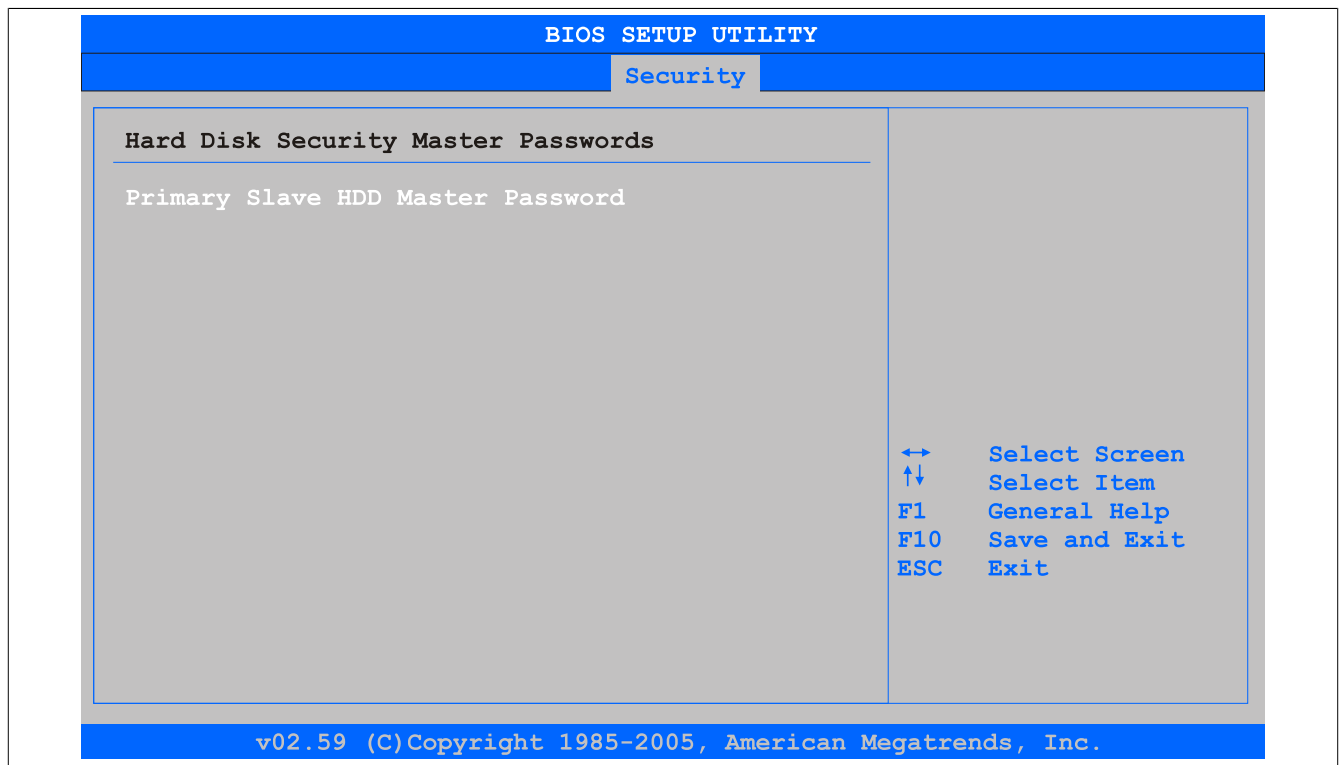 BIOS SETUP UTILITY
Security
Hard Disk Security Master Passwords
Primary Slave HDD Master Password
↔ Select Screen
↑↓ Select Item
F1 General Help
F10 Save and Exit
ESC Exit
v02.59 (C)Copyright 1985-2005, American Megatrends, Inc.